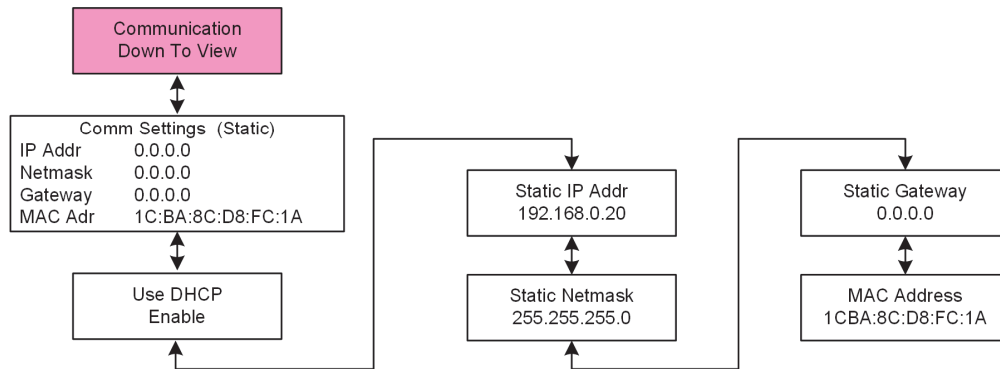 Communication
Down To View
Comm Settings (Static)
IP Addr 0.0.0.0
Netmask 0.0.0.0
Gateway 0.0.0.0
MAC Adr 1C:BA:8C:D8:FC:1A
Use DHCP
Enable
Static IP Addr
192.168.0.20
Static Netmask
255.255.255.0
Static Gateway
0.0.0.0
MAC Address
1CBA:8C:D8:FC:1A